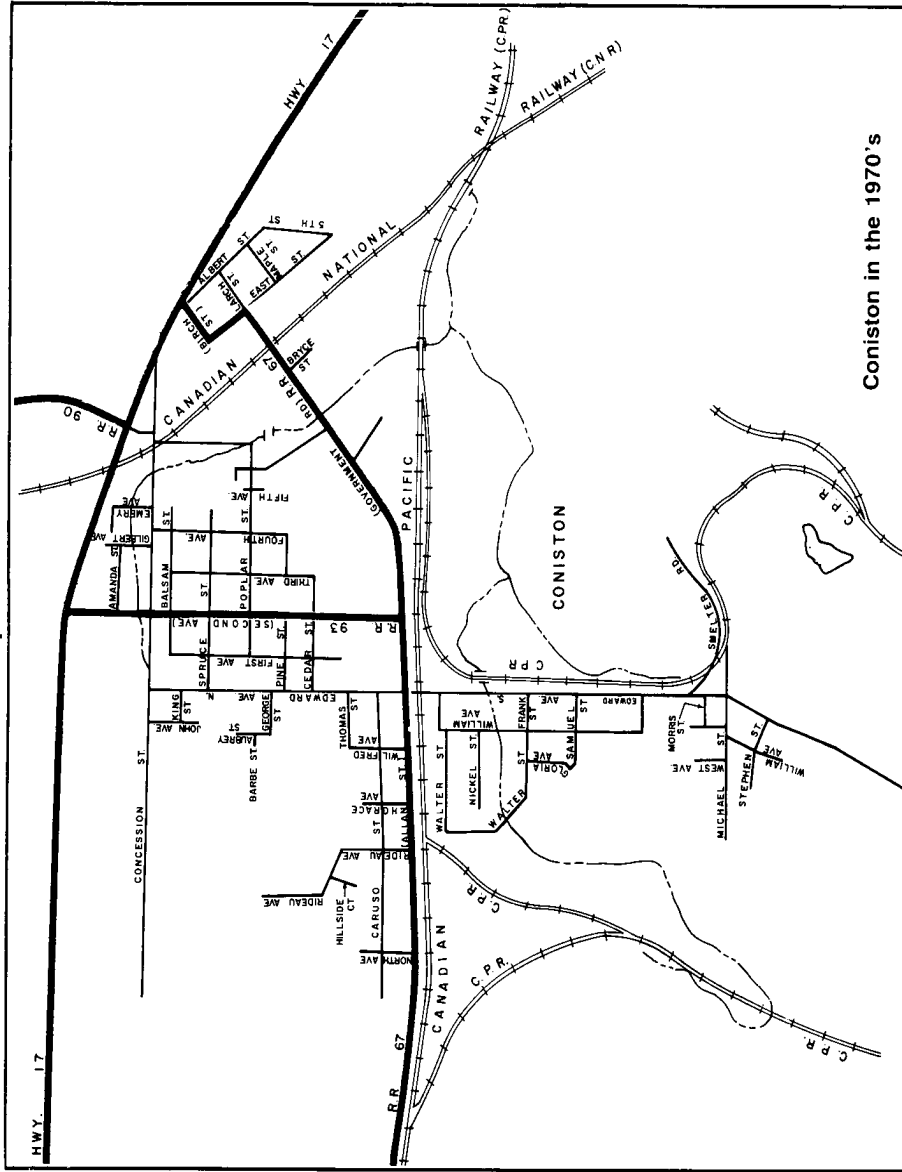 HWY. 17
HWY. 17
R.R 90
CANADIAN NATIONAL RAILWAY (C N R)
RAILWAY (C.P.R.)
ALBERT ST.
(BIRCH ST.)
LARCH ST.
MAPLE ST
EAST ST
5TH ST
BRYCE ST
(GOVERNMENT RD) R.R 67
AMANDA ST.
GILBERT AVE
EMERY AVE
CONCESSION ST.
BALSAM ST.
SPRUCE ST.
POPLAR ST.
PINE ST.
CEDAR ST.
FIRST AVE
(SECOND AVE)
R R 93
THIRD AVE.
FOURTH AVE.
FIFTH AVE.
KING ST
JOHN AVE
AUBREY ST
BARBE ST.
GEORGE ST
EDWARD AVE N.
THOMAS ST
WILFRED AVE
HORACE AVE
(ALLAN ST.
RIDEAU AVE
RIDEAU AVE
HILLSIDE CT
CARUSO ST.
NORTH AVE
R.R 67
CANADIAN PACIFIC
WALTER ST
WILLIAM AVE
NICKEL ST.
WALTER
FRANK ST
GLORIA AVE
SAMUEL ST
EDWARD AVE. S
C P R
CONISTON
SMELTER RD.
C P R
MORRIS ST.
WEST AVE.
MICHAEL ST.
STEPHEN ST.
WILLIAM AVE
C.P.R.
C.P.R.
C.P.R.
Coniston in the 1970's